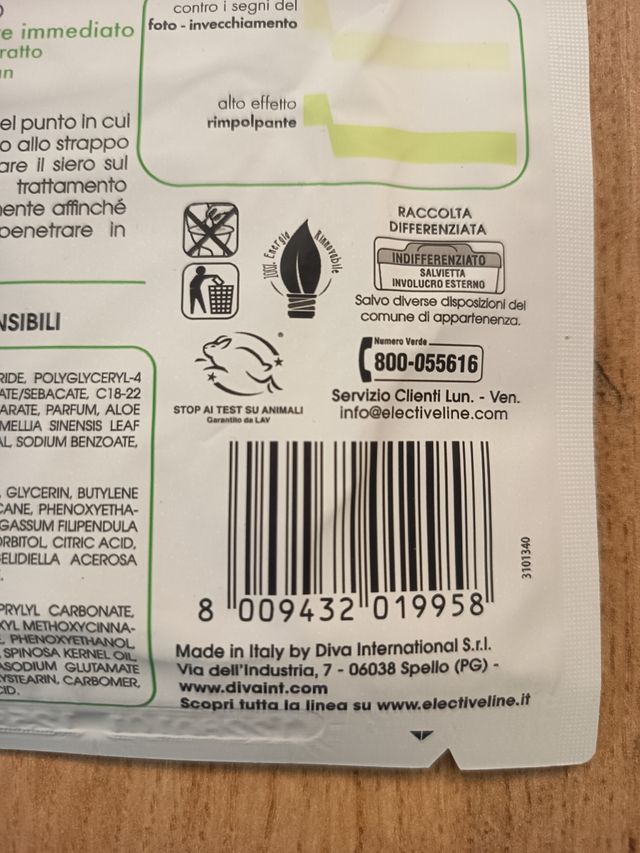 e immediato
ratto
contro i segni del
foto - invecchiamento
alto effetto
rimpolpante
el punto in cui
o allo strappo
are il siero sul
trattamento
ente affinché
penetrare in
100% Energia Rinnovabile
RACCOLTA
DIFFERENZIATA
INDIFFERENZIATO
SALVIETTA
INVOLUCRO ESTERNO
Salvo diverse disposizioni del
comune di appartenenza.
NSIBILI
Numero Verde
800-055616
Servizio Clienti Lun. - Ven.
info@electiveline.com
®
STOP AI TEST SU ANIMALI
Garantito da LAV
RIDE, POLYGLYCERYL-4
ATE/SEBACATE, C18-22
ARATE, PARFUM, ALOE
MELLIA SINENSIS LEAF
AL, SODIUM BENZOATE,
, GLYCERIN, BUTYLENE
CANE, PHENOXYETHA-
GASSUM FILIPENDULA
ORBITOL, CITRIC ACID,
ELIDIELLA ACEROSA
PRYLYL CARBONATE,
XYL METHOXYCINNA-
E, PHENOXYETHANOL,
SPINOSA KERNEL OIL,
ASODIUM GLUTAMATE
YSTEARIN, CARBOMER,
CID.
3101340
8 009432 019958
Made in Italy by Diva International S.r.l.
Via dell'Industria, 7 - 06038 Spello (PG) -
www.divaint.com
Scopri tutta la linea su www.electiveline.it